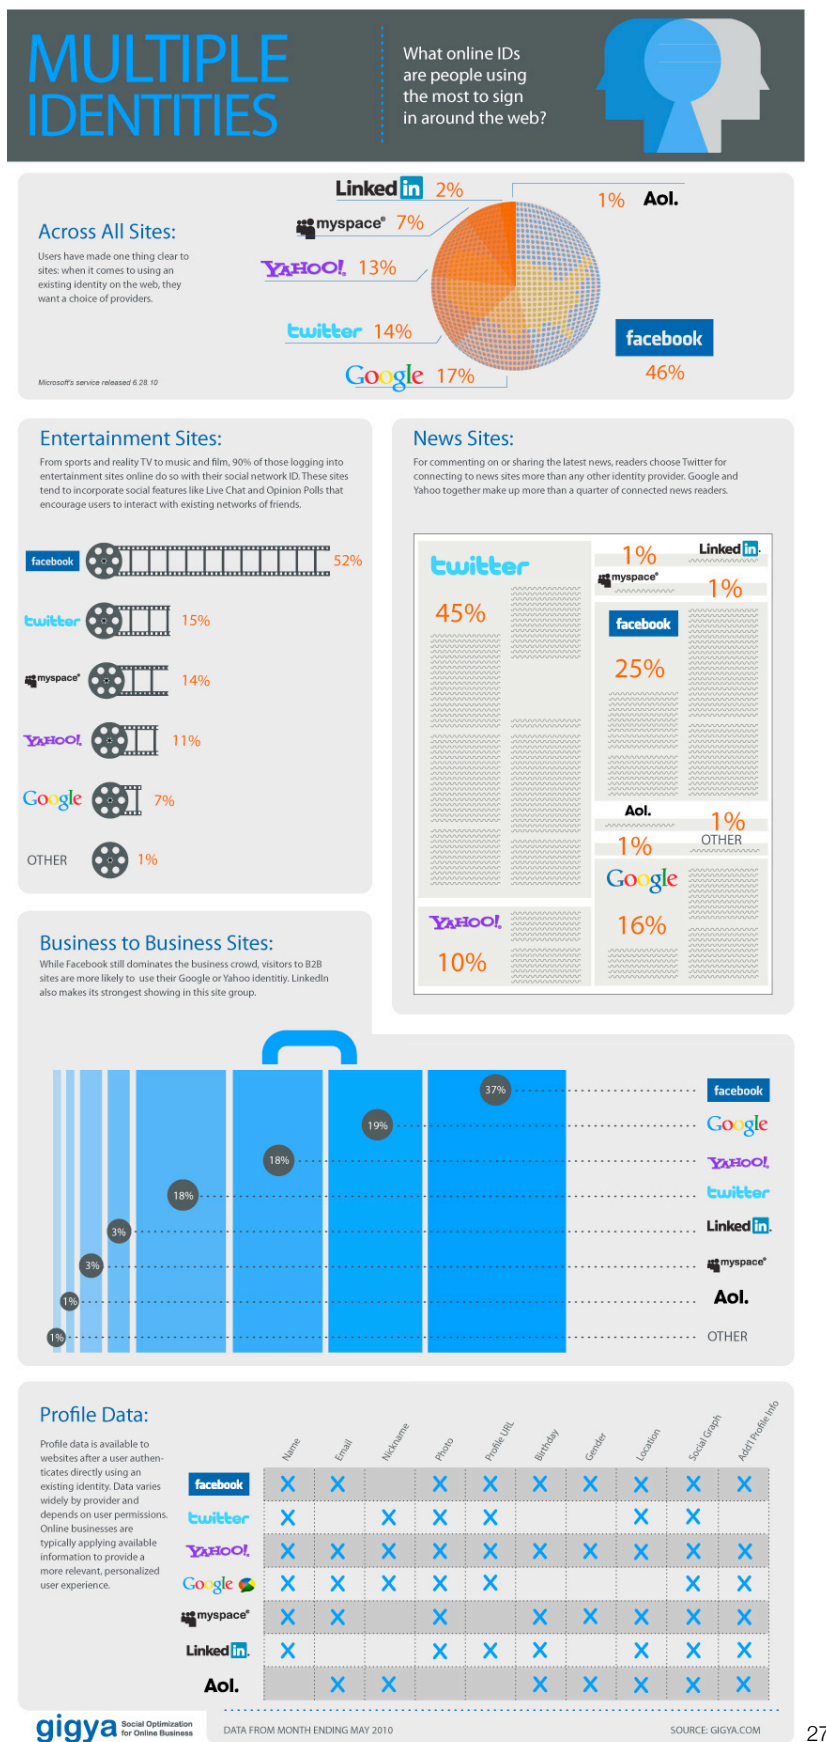 MULTIPLE
IDENTITIES
What online IDs
are people using
the most to sign
in around the web?
Across All Sites:
Users have made one thing clear to
sites: when it comes to using an
existing identity on the web, they
want a choice of providers.
Microsoft's service released 6.28.10
Linked in 2%
myspace 7%
YAHOO! 13%
twitter 14%
Google 17%
1% Aol.
facebook
46%
Entertainment Sites:
From sports and reality TV to music and film, 90% of those logging into
entertainment sites online do so with their social network ID. These sites
tend to incorporate social features like Live Chat and Opinion Polls that
encourage users to interact with existing networks of friends.
facebook 52%
twitter 15%
myspace 14%
YAHOO! 11%
Google 7%
OTHER 1%
News Sites:
For commenting on or sharing the latest news, readers choose Twitter for
connecting to news sites more than any other identity provider. Google and
Yahoo together make up more than a quarter of connected news readers.
twitter
45%
1% Linked in.
myspace 1%
facebook
25%
Aol. 1%
1% OTHER
Google
16%
YAHOO!
10%
Business to Business Sites:
While Facebook still dominates the business crowd, visitors to B2B
sites are more likely to use their Google or Yahoo identitiy. LinkedIn
also makes its strongest showing in this site group.
37% facebook
19% Google
18% YAHOO!
18% twitter
3% Linked in.
3% myspace
1% Aol.
1% OTHER
Profile Data:
Profile data is available to
websites after a user authen-
ticates directly using an
existing identity. Data varies
widely by provider and
depends on user permissions.
Online businesses are
typically applying available
information to provide a
more relevant, personalized
user experience.
Name Email Nickname Photo Profile URL Birthday Gender Location Social Graph Add'l Profile Info
facebook X X X X X X X X X
twitter X X X X X X
YAHOO! X X X X X X X X X X
Google X X X X X X X
myspace X X X X X X X X
Linked in. X X X X X X X
Aol. X X X X X X X
gigya Social Optimization
for Online Business
DATA FROM MONTH ENDING MAY 2010
SOURCE: GIGYA.COM
27